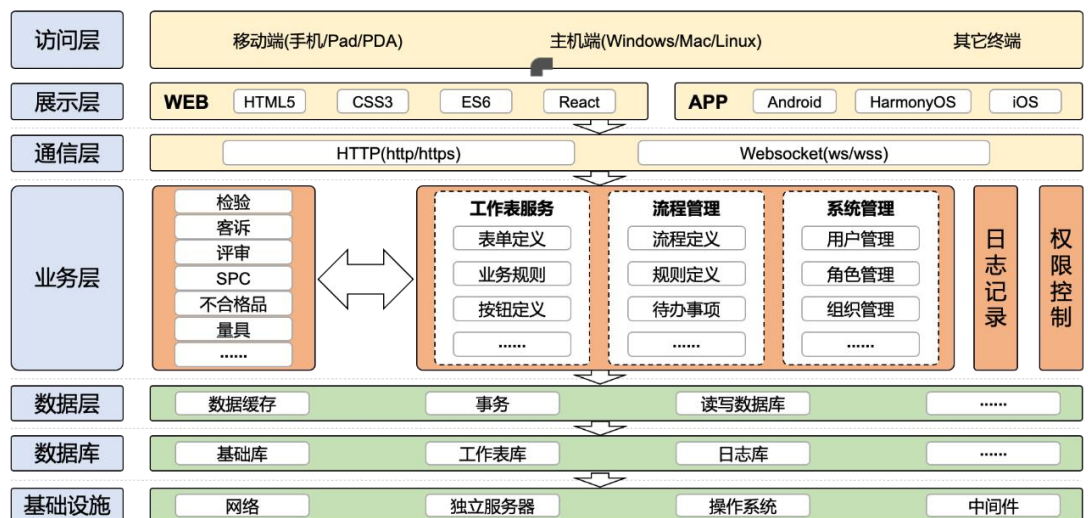 访问层
移动端(手机/Pad/PDA)
主机端(Windows/Mac/Linux)
其它终端
展示层
WEB
HTML5
CSS3
ES6
React
APP
Android
HarmonyOS
iOS
通信层
HTTP(http/https)
Websocket(ws/wss)
业务层
检验
客诉
评审
SPC
不合格品
量具
······
工作表服务
表单定义
业务规则
按钮定义
······
流程管理
流程定义
规则定义
待办事项
······
系统管理
用户管理
角色管理
组织管理
······
日志记录
权限控制
数据层
数据缓存
事务
读写数据库
······
数据库
基础库
工作表库
日志库
······
基础设施
网络
独立服务器
操作系统
中间件